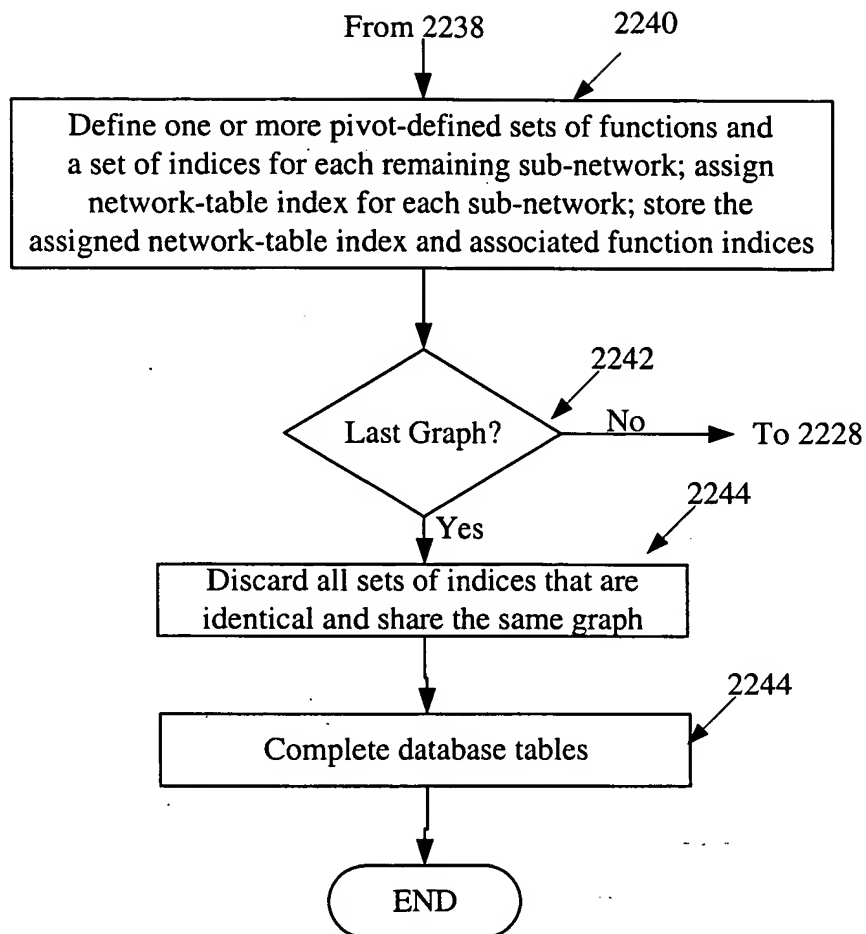 From 2238
2240
Define one or more pivot-defined sets of functions and
a set of indices for each remaining sub-network; assign
network-table index for each sub-network; store the
assigned network-table index and associated function indices
2242
Last Graph?
No
To 2228
2244
Yes
Discard all sets of indices that are
identical and share the same graph
2244
Complete database tables
END